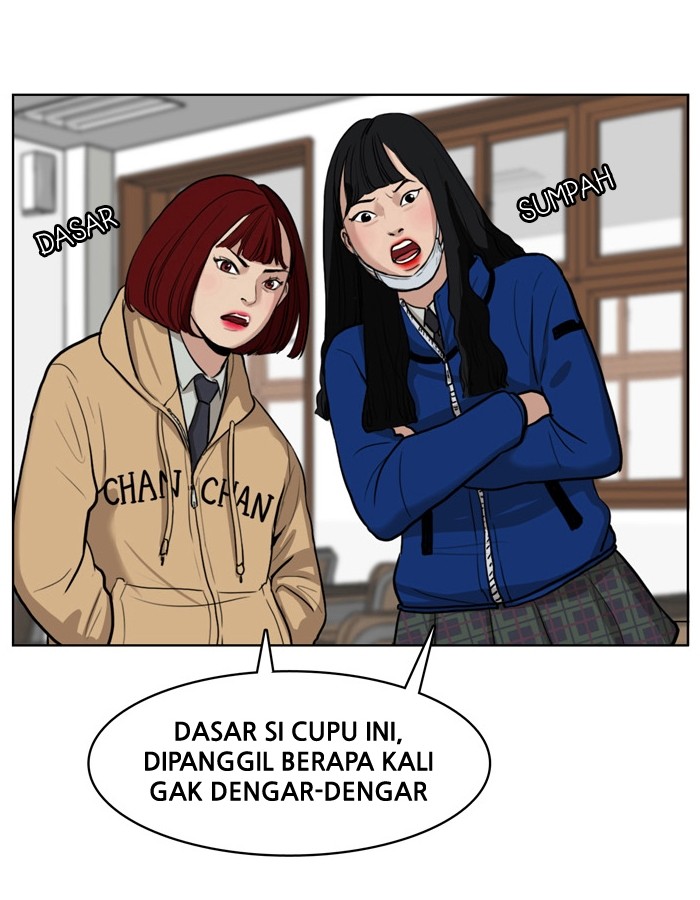 DASAR
SUMPAH
CHAN CHAN
DASAR SI CUPU INI,
DIPANGGIL BERAPA KALI
GAK DENGAR-DENGAR